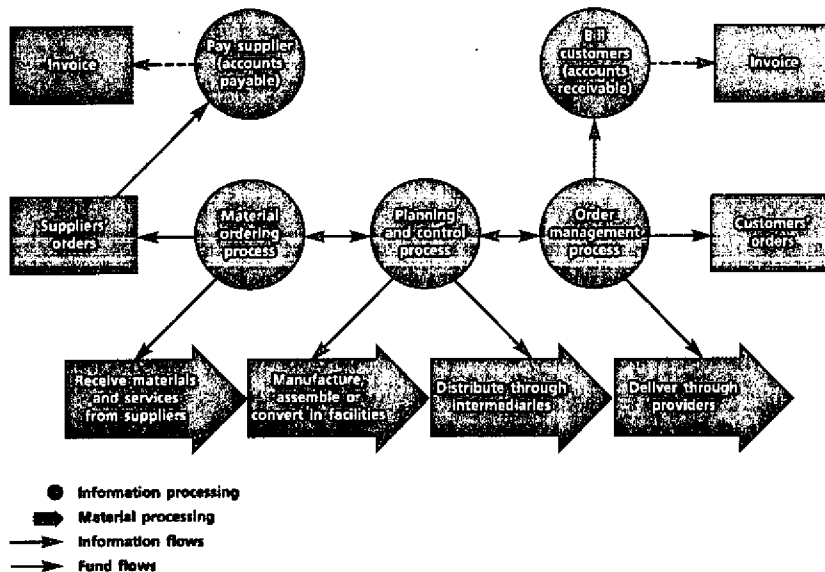 Invoice
Pay supplier
(accounts
payable)
Bill
customers
(accounts
receivable)
Invoice
Suppliers'
orders
Material
ordering
process
Planning
and control
process
Order
management
process
Customers'
orders
Receive materials
and services
from suppliers
Manufacture,
assemble or
convert in facilities
Distribute through
intermediaries
Deliver through
providers
Information processing
Material processing
Information flows
Fund flows